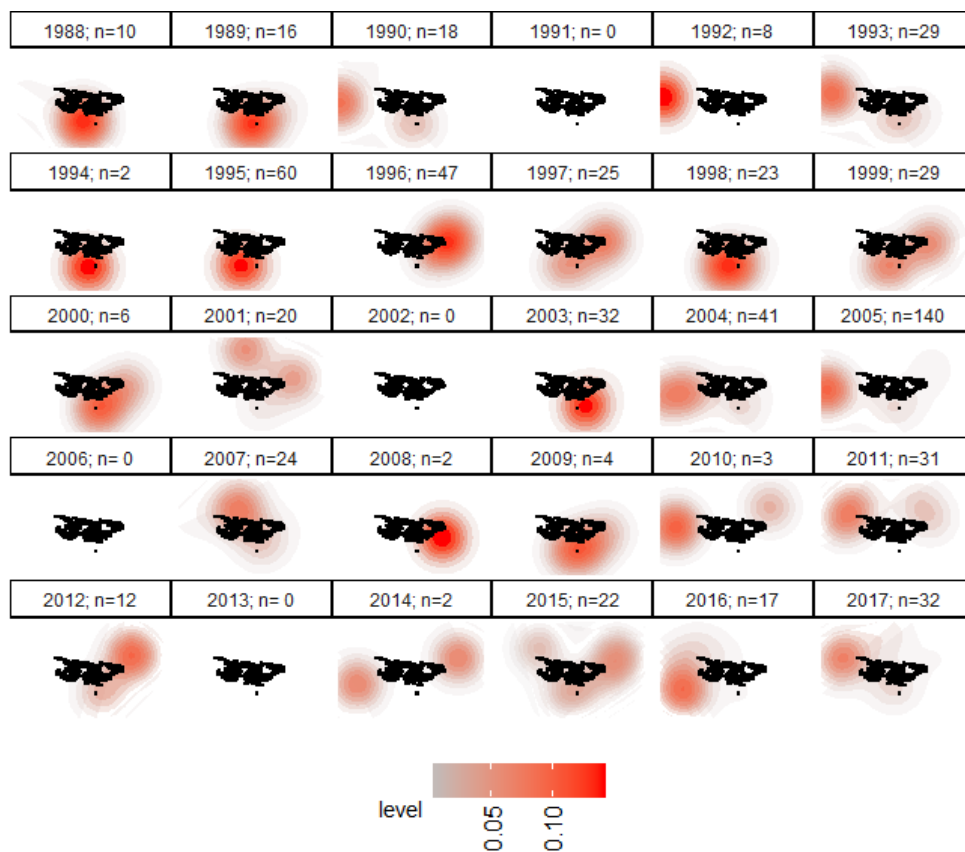 1988; n=10 1989; n=16 1990; n=18 1991; n= 0 1992; n=8 1993; n=29
1994; n=2 1995; n=60 1996; n=47 1997; n=25 1998; n=23 1999; n=29
2000; n=6 2001; n=20 2002; n= 0 2003; n=32 2004; n=41 2005; n=140
2006; n= 0 2007; n=24 2008; n=2 2009; n=4 2010; n=3 2011; n=31
2012; n=12 2013; n= 0 2014; n=2 2015; n=22 2016; n=17 2017; n=32
level 0.05 0.10